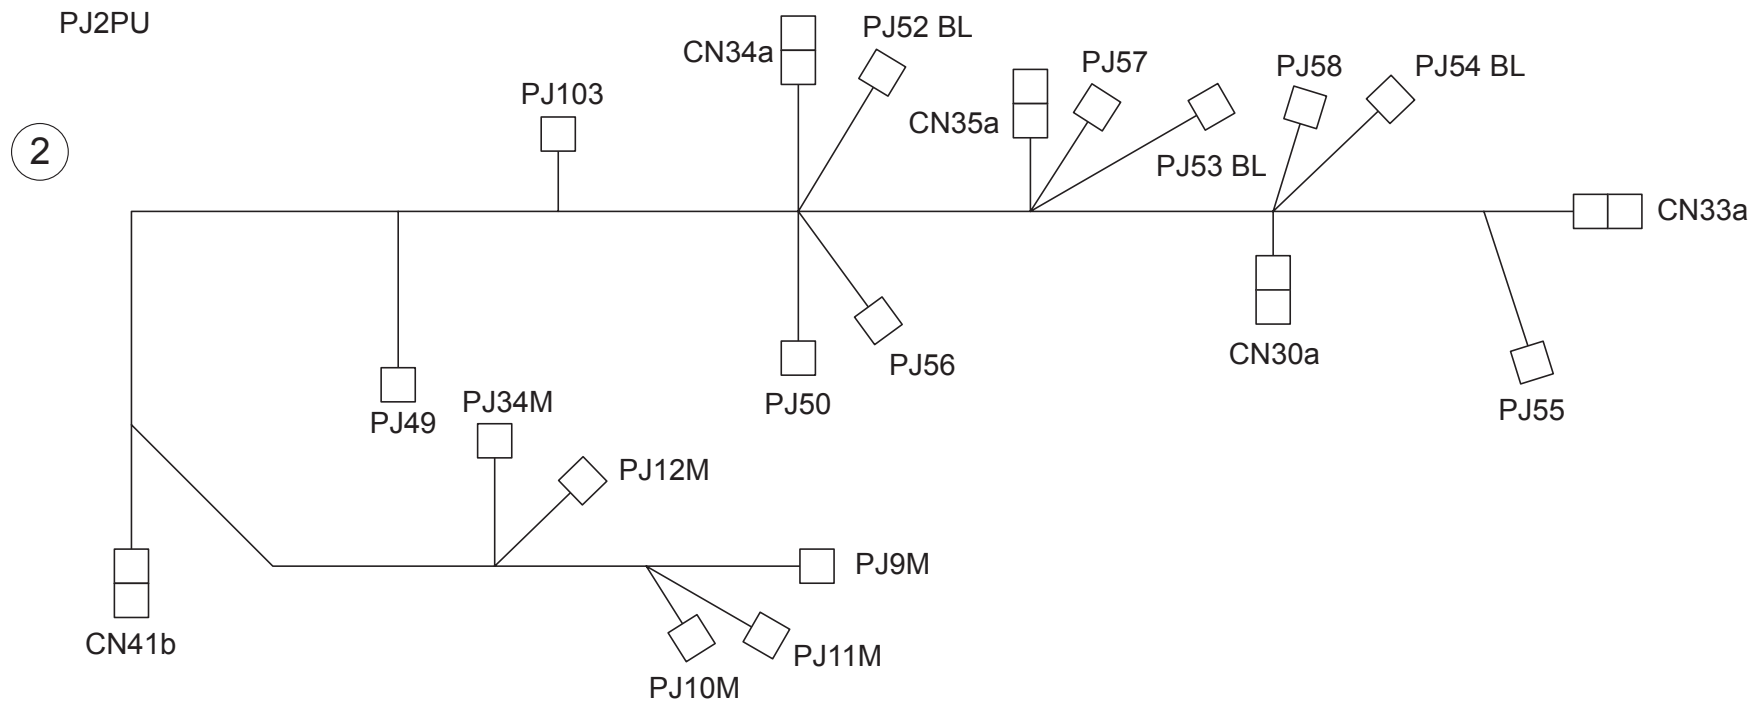 PJ2PU
CN34a
PJ52 BL
PJ103
CN35a
PJ57
PJ58
PJ54 BL
2
PJ53 BL
CN33a
CN30a
PJ56
PJ50
PJ55
PJ49
PJ34M
PJ12M
PJ9M
CN41b
PJ11M
PJ10M